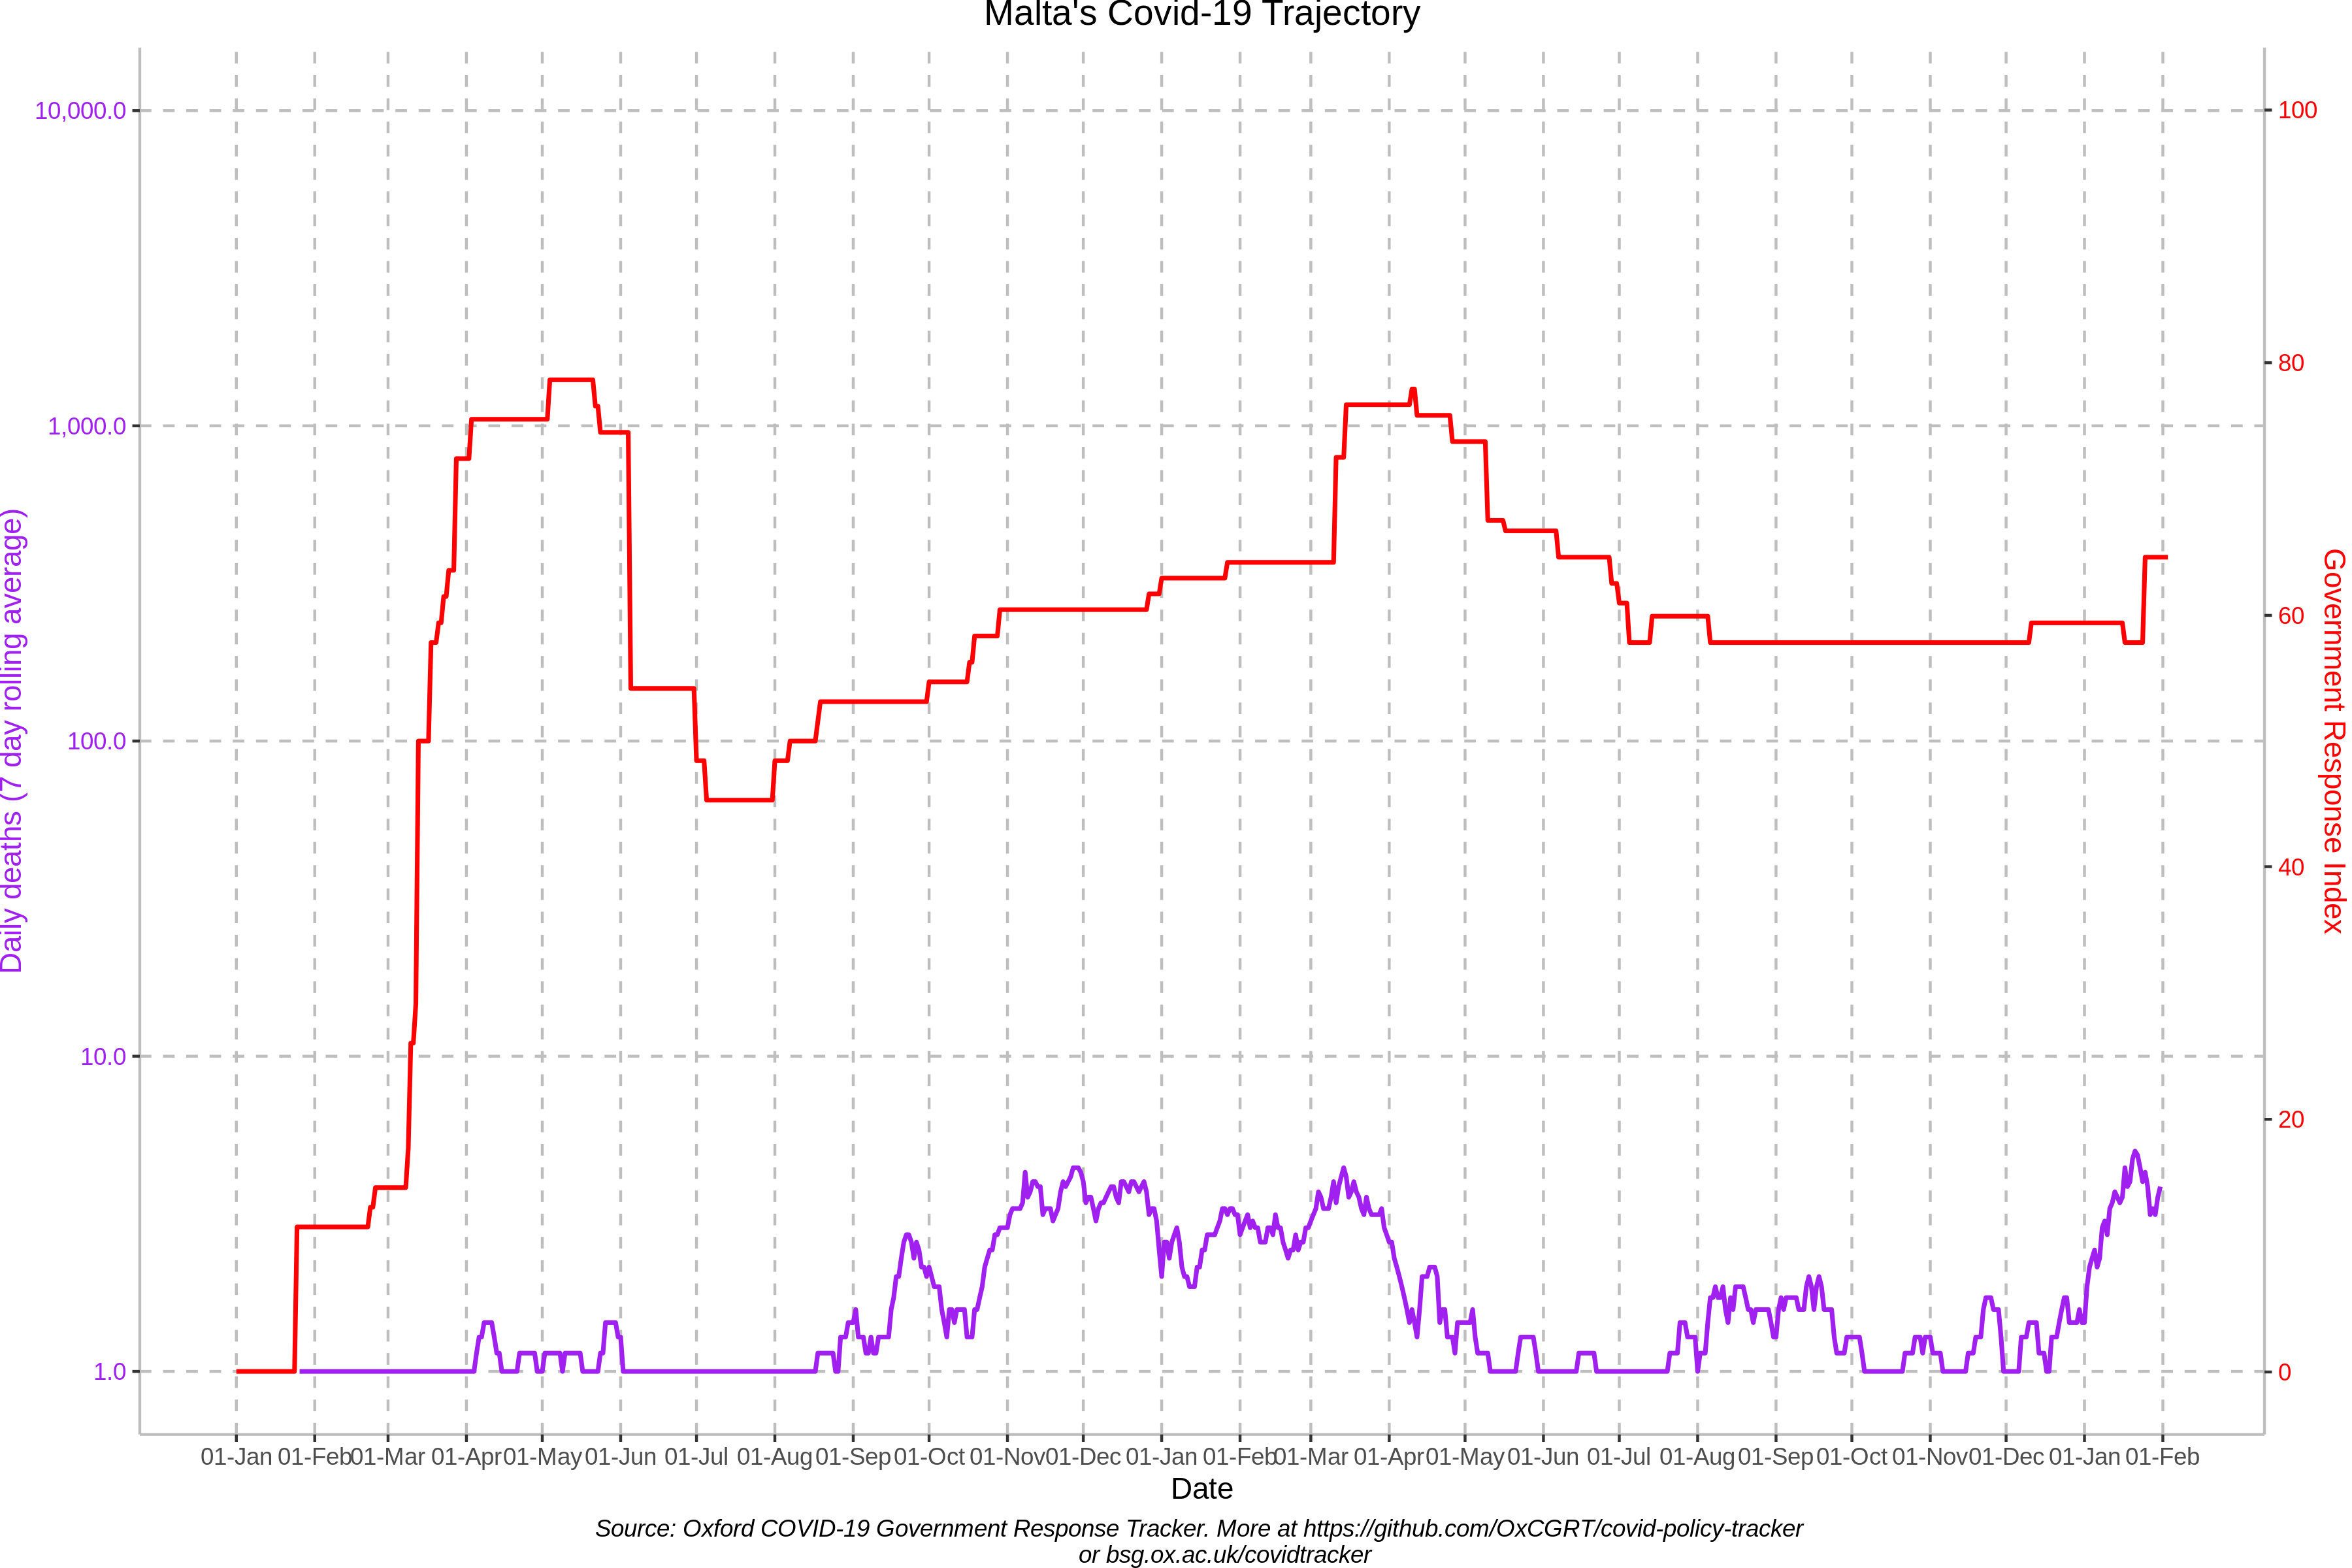 Malta's Covid-19 Trajectory
10,000.0
1,000.0
100.0
10.0
1.0
Daily deaths (7 day rolling average)
100
80
60
40
20
0
Government Response Index
01-Jan 01-Feb 01-Mar 01-Apr 01-May 01-Jun 01-Jul 01-Aug 01-Sep 01-Oct 01-Nov 01-Dec 01-Jan 01-Feb 01-Mar 01-Apr 01-May 01-Jun 01-Jul 01-Aug 01-Sep 01-Oct 01-Nov 01-Dec 01-Jan 01-Feb
Date
Source: Oxford COVID-19 Government Response Tracker. More at https://github.com/OxCGRT/covid-policy-tracker
or bsg.ox.ac.uk/covidtracker